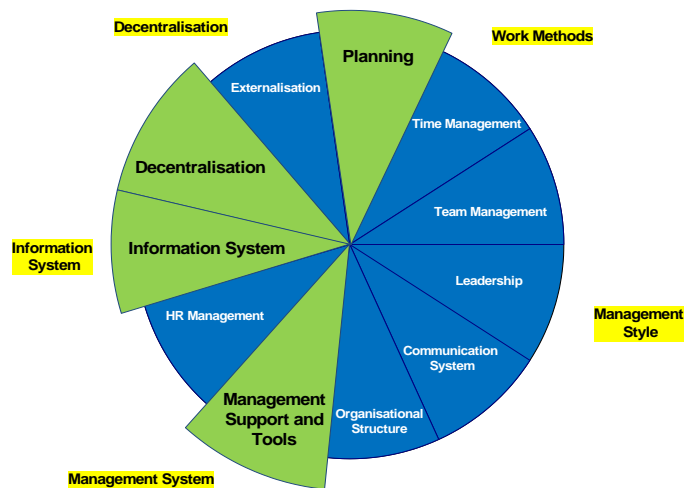 Decentralisation
Work Methods
Planning
Externalisation
Time Management
Decentralisation
Team Management
Information
System
Information System
Leadership
HR Management
Management
Style
Communication
System
Management
Support and
Tools
Organisational
Structure
Management System